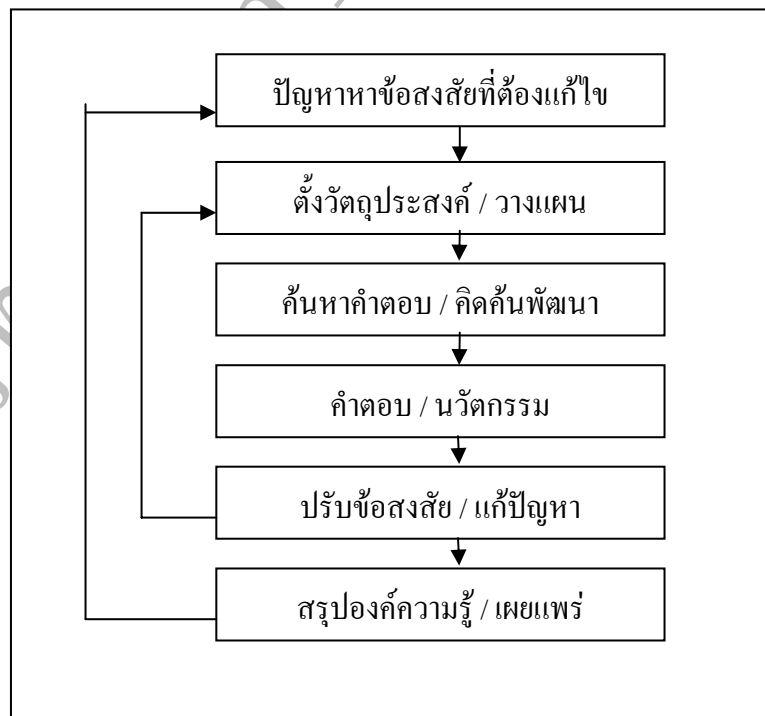 ปัญหาหาข้อสงสัยที่ต้องแก้ไข
ตั้งวัตถุประสงค์ / วางแผน
ค้นหาคำตอบ / คิดค้นพัฒนา
คำตอบ / นวัตกรรม
ปรับข้อสงสัย / แก้ปัญหา
สรุปองค์ความรู้ / เผยแพร่